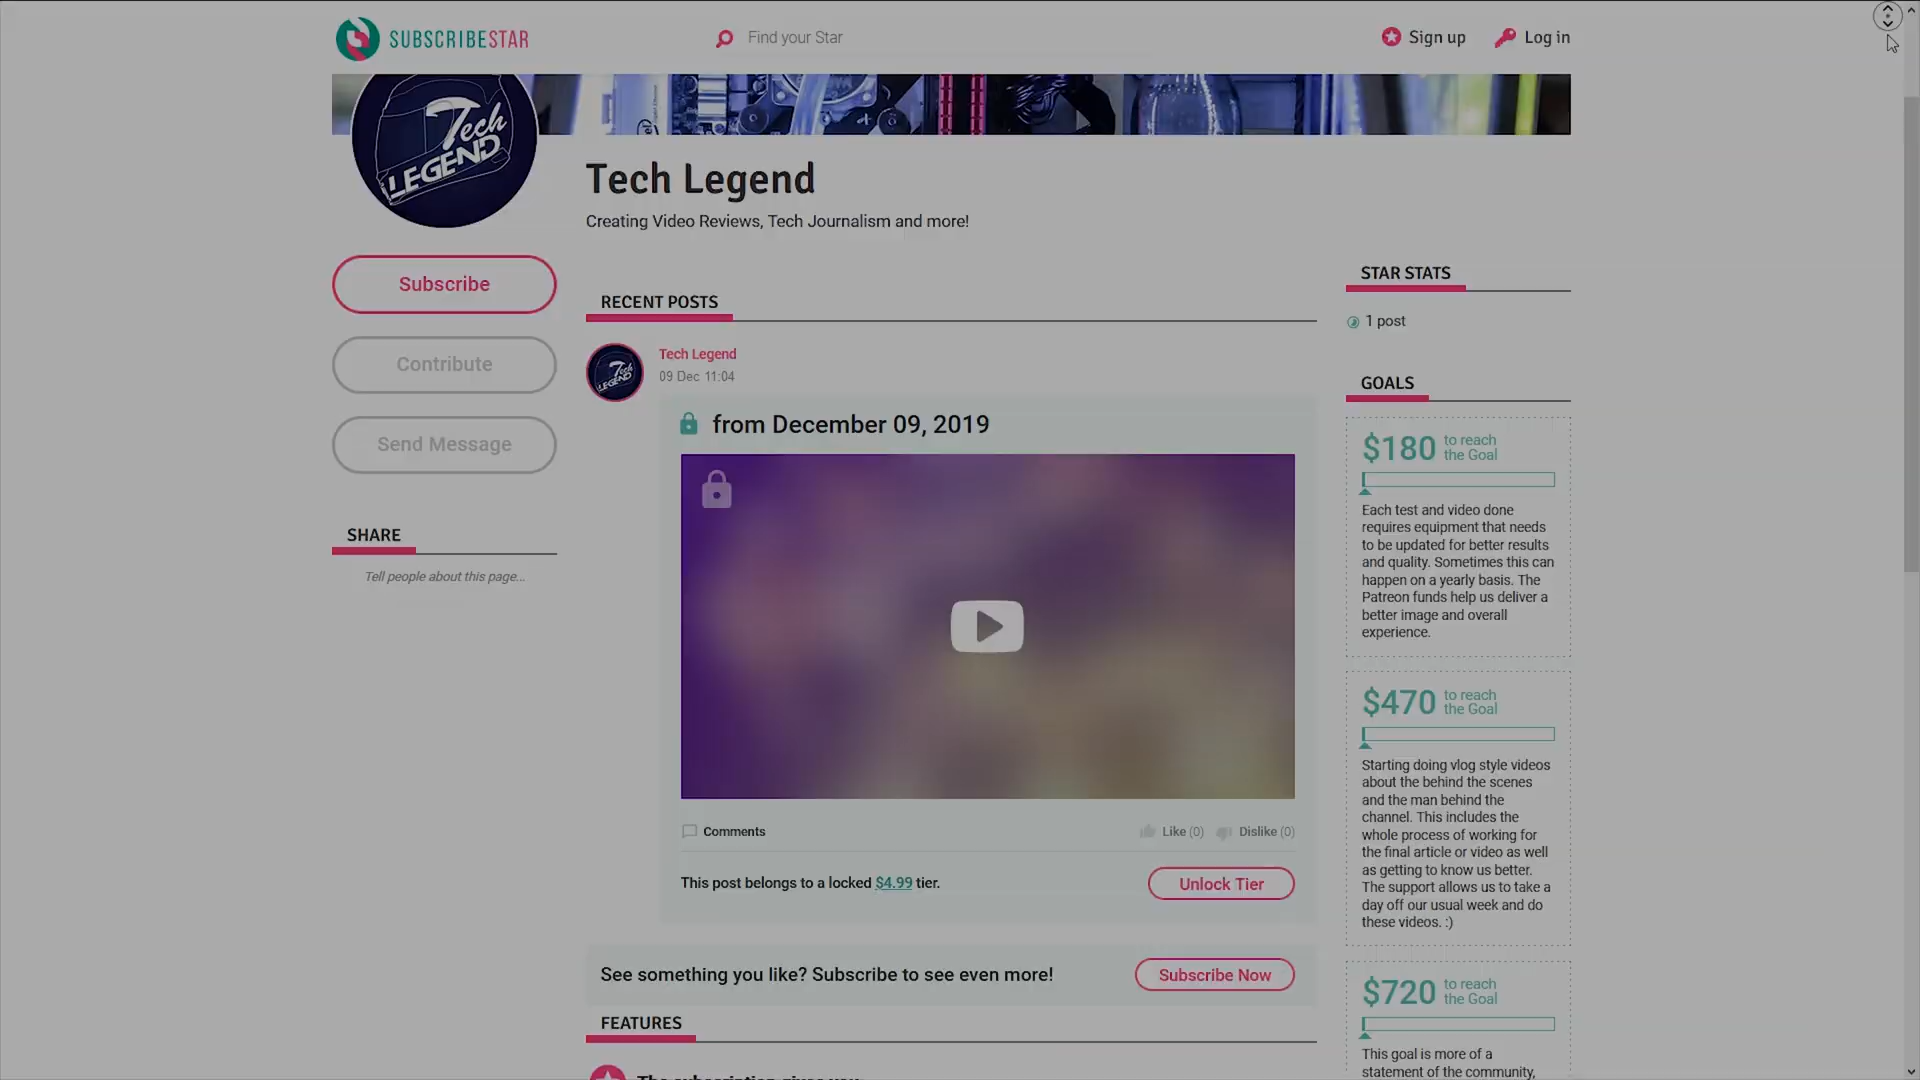 SUBSCRIBESTAR
Find your Star
Sign up
Log in
Tech
LEGEND
Tech Legend
Creating Video Reviews, Tech Journalism and more!
Subscribe
Contribute
Send Message
SHARE
Tell people about this page...
RECENT POSTS
Tech
LEGEND
Tech Legend
09 Dec 11:04
from December 09, 2019
Comments
Like (0)
Dislike (0)
This post belongs to a locked $4.99 tier.
Unlock Tier
See something you like? Subscribe to see even more!
Subscribe Now
FEATURES
STAR STATS
1 post
GOALS
$180 to reach
the Goal
Each test and video done
requires equipment that needs
to be updated for better results
and quality. Sometimes this can
happen on a yearly basis. The
Patreon funds help us deliver a
better image and overall
experience.
$470 to reach
the Goal
Starting doing vlog style videos
about the behind the scenes
and the man behind the
channel. This includes the
whole process of working for
the final article or video as well
as getting to know us better.
The support allows us to take a
day off our usual week and do
these videos. :)
$720 to reach
the Goal
This goal is more of a
statement of the community,